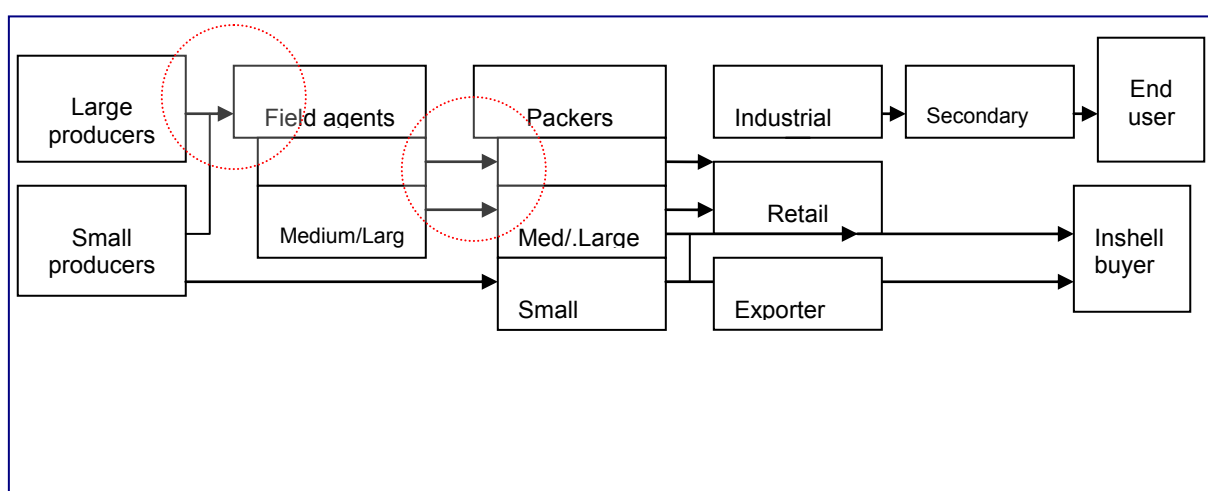 Large
producers
Small
producers
Field agents
Medium/Larg
Packers
Med/.Large
Small
Industrial
Retail
Exporter
Secondary
End
user
Inshell
buyer